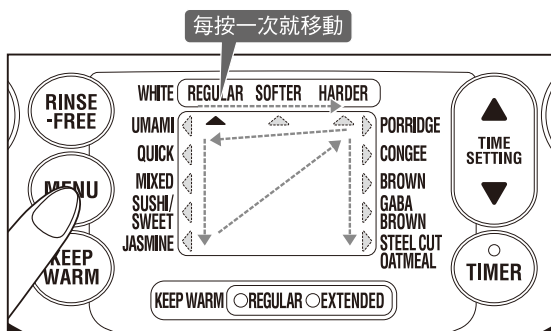 每按一次就移動
WHITE REGULAR SOFTER HARDER
RINSE
-FREE
UMAMI
QUICK
MIXED
SUSHI/
SWEET
JASMINE
PORRIDGE
CONGEE
BROWN
GABA
BROWN
STEEL CUT
OATMEAL
TIME
SETTING
MENU
KEEP
WARM
TIMER
KEEP WARM REGULAR EXTENDED